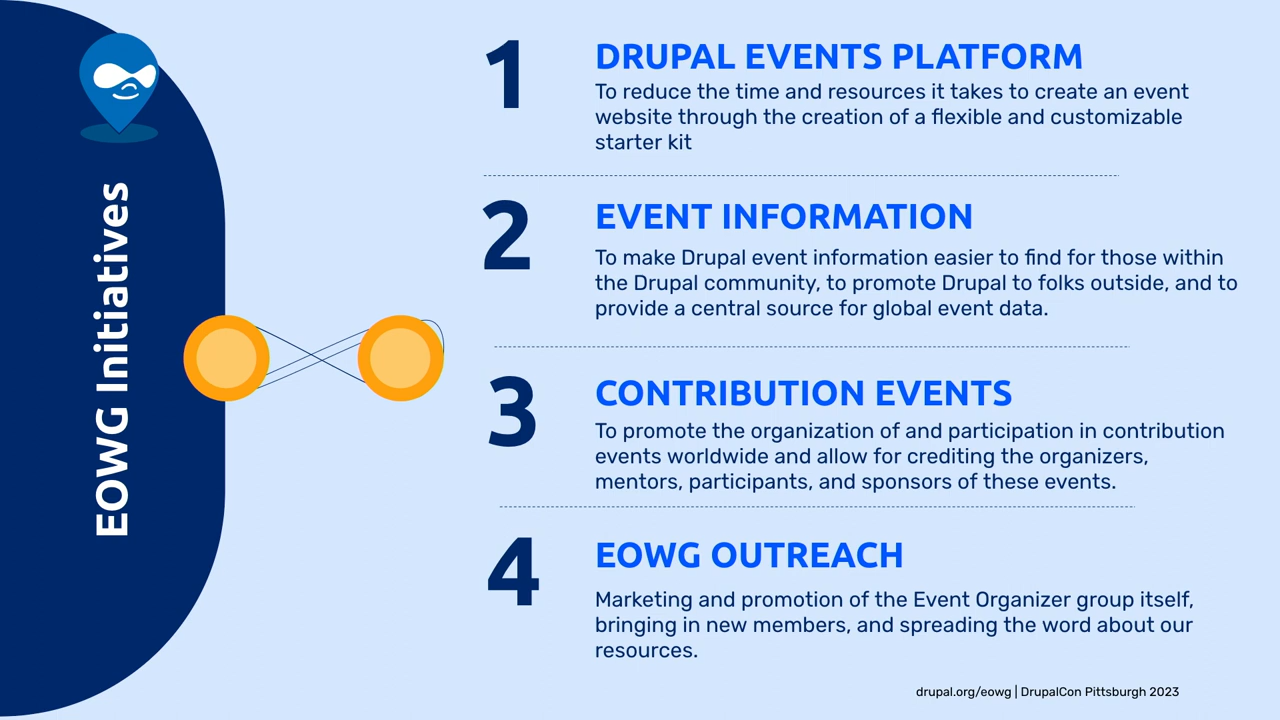 EOWG Initiatives
1
DRUPAL EVENTS PLATFORM
To reduce the time and resources it takes to create an event
website through the creation of a flexible and customizable
starter kit
2
EVENT INFORMATION
To make Drupal event information easier to find for those within
the Drupal community, to promote Drupal to folks outside, and to
provide a central source for global event data.
3
CONTRIBUTION EVENTS
To promote the organization of and participation in contribution
events worldwide and allow for crediting the organizers,
mentors, participants, and sponsors of these events.
4
EOWG OUTREACH
Marketing and promotion of the Event Organizer group itself,
bringing in new members, and spreading the word about our
resources.
drupal.org/eowg | DrupalCon Pittsburgh 2023